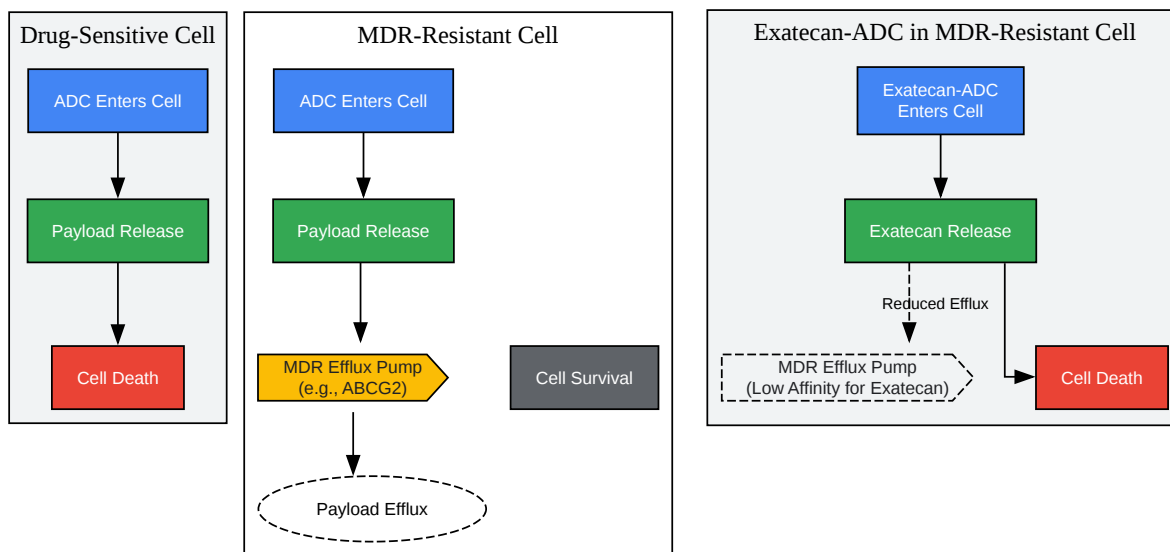 Drug-Sensitive Cell
ADC Enters Cell
Payload Release
Cell Death
MDR-Resistant Cell
ADC Enters Cell
Payload Release
MDR Efflux Pump
(e.g., ABCG2)
Cell Survival
Payload Efflux
Exatecan-ADC in MDR-Resistant Cell
Exatecan-ADC
Enters Cell
Exatecan Release
Reduced Efflux
MDR Efflux Pump
(Low Affinity for Exatecan)
Cell Death